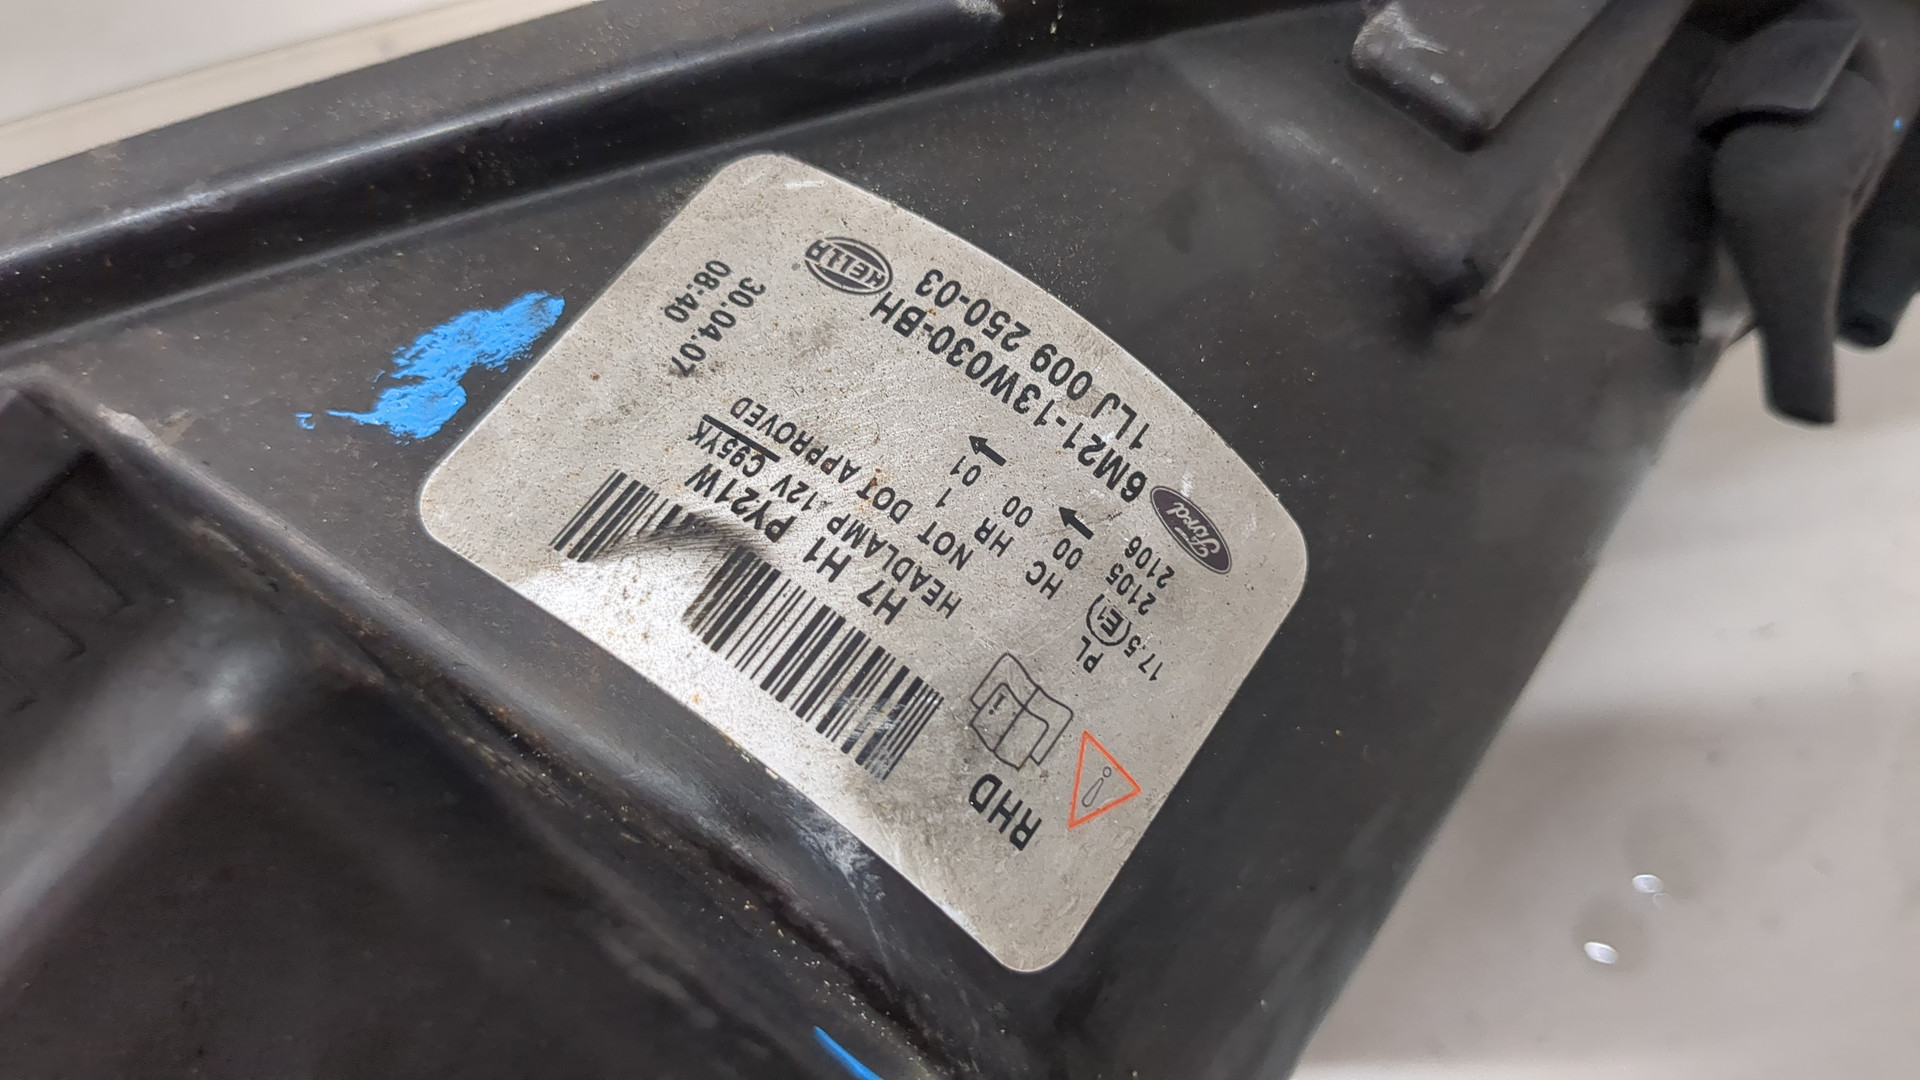 Ford
6M21-13W030-BH
HELLA
1LJ 009 250-03
2106
17.5 E1 2105
PL
HC 00 00
HR 1 01
NOT DOT APPROVED
HEADLAMP 12V C95YK
H7 H1 PY21W
30.04.07
08:40
i
RHD